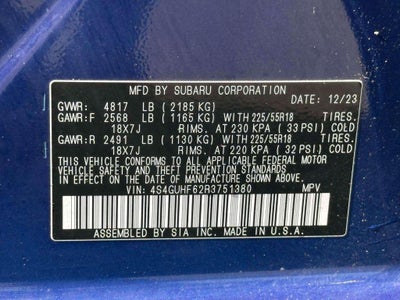 MFD BY SUBARU CORPORATION
DATE: 12/23
GVWR: 4817 LB (2185 KG)
GAWR:F 2568 LB (1165 KG) WITH 225/55R18 TIRES.
18X7J RIMS. AT 230 KPA (33 PSI) COLD
GAWR:R 2491 LB (1130 KG) WITH 225/55R18 TIRES.
18X7J RIMS. AT 220 KPA (32 PSI) COLD
THIS VEHICLE CONFORMS TO ALL APPLICABLE FEDERAL MOTOR
VEHICLE SAFETY AND THEFT PREVENTION STANDARDS
IN EFFECT ON THE DATE OF MANUFACTURE SHOWN ABOVE.
VIN: 4S4GUHF62R3751380 MPV
ASSEMBLED BY SIA INC. MADE IN U.S.A.